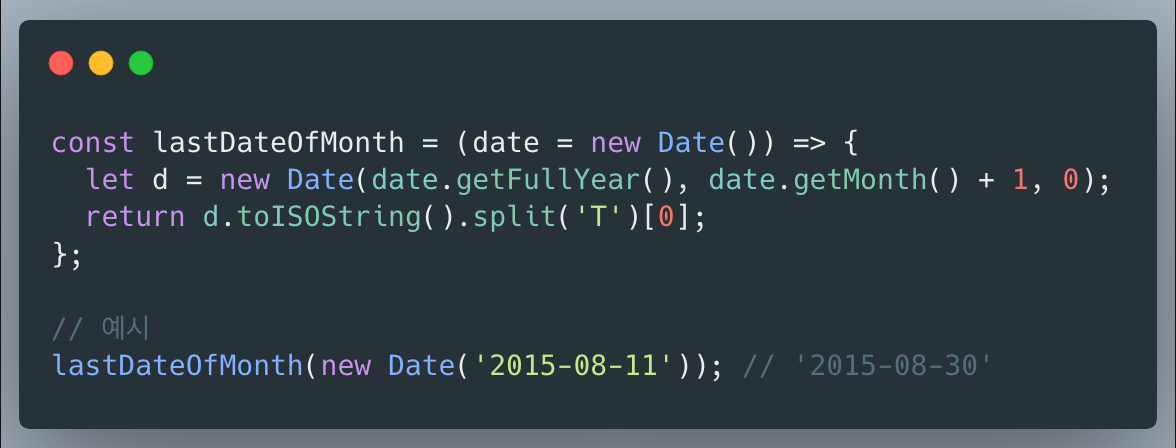 const lastDateOfMonth = (date = new Date()) => {
  let d = new Date(date.getFullYear(), date.getMonth() + 1, 0);
  return d.toISOString().split('T')[0];
};

// 예시
lastDateOfMonth(new Date('2015-08-11')); // '2015-08-30'